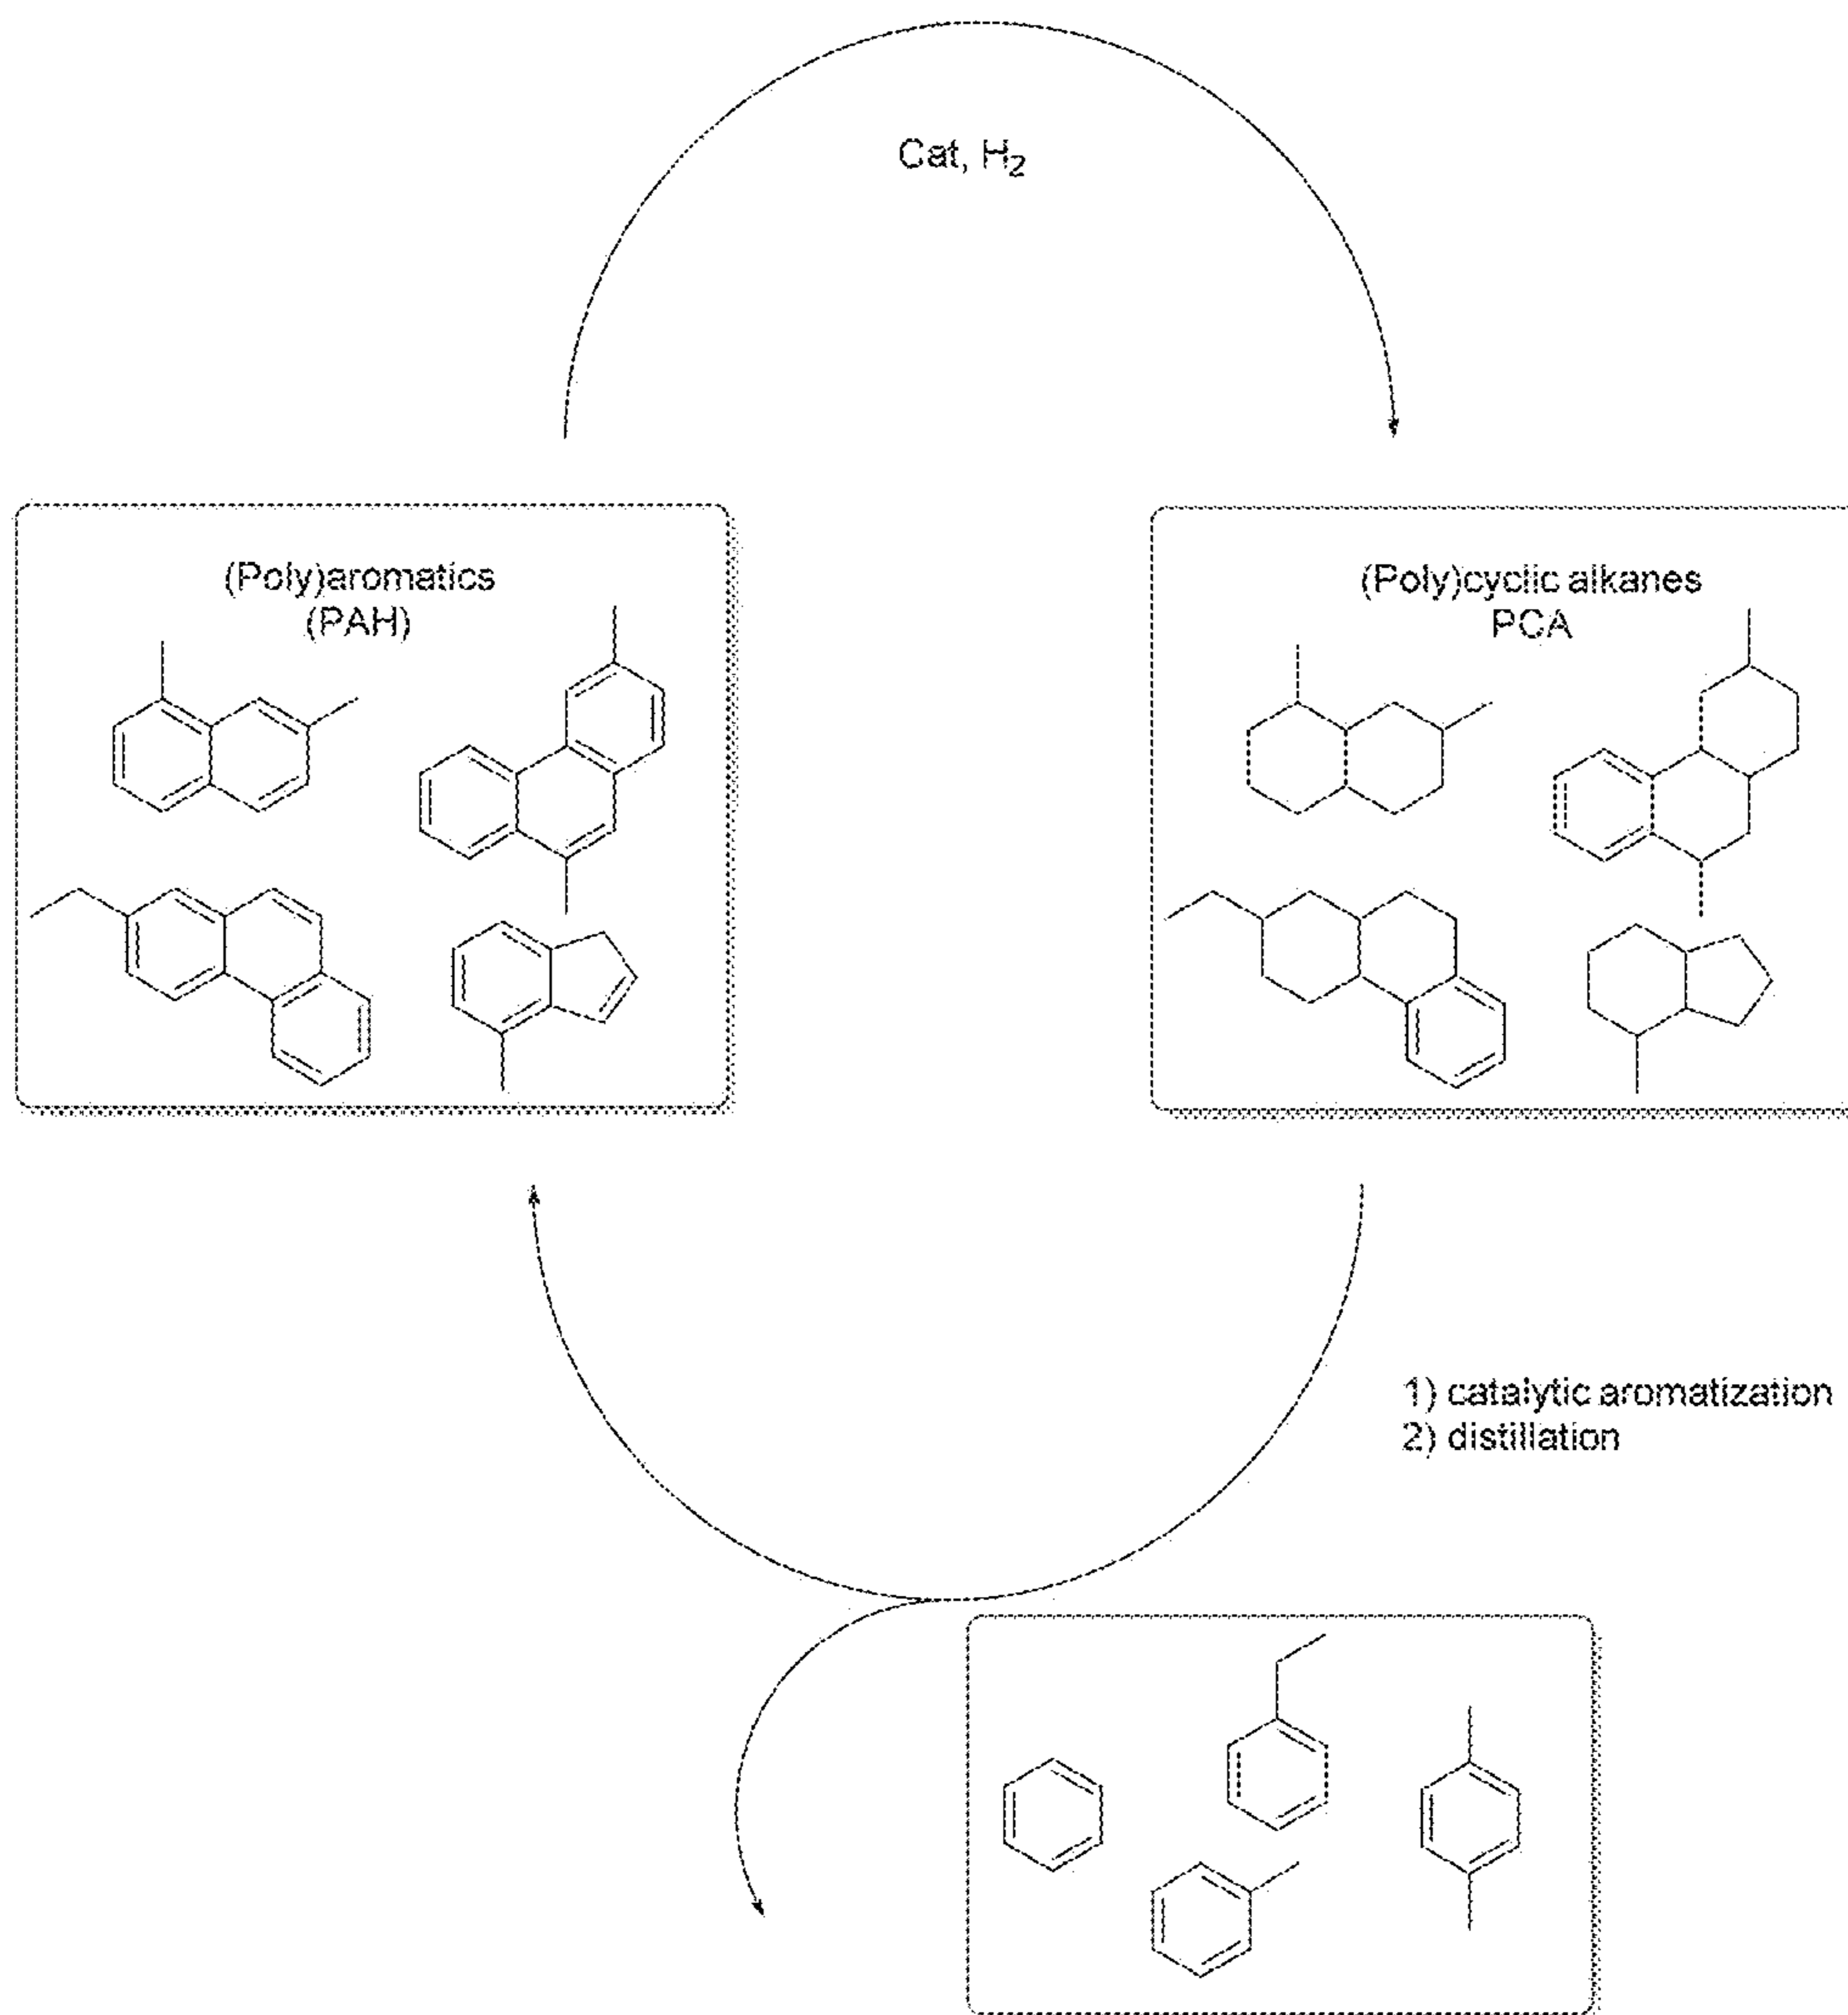 Cat, H₂
(Poly)aromatics
(PAH)
(Poly)cyclic alkanes
PCA
1) catalytic aromatization
2) distillation